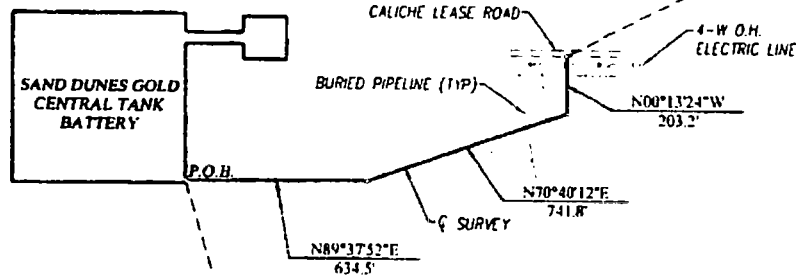 CALICHE LEASE ROAD
4-W O.H.
ELECTRIC LINE
SAND DUNES GOLD
CENTRAL TANK
BATTERY
BURIED PIPELINE (TYP)
N00°13'24"W
203.2'
P.O.B.
N70°40'12"E
741.8'
℄ SURVEY
N89°37'52"E
634.5'